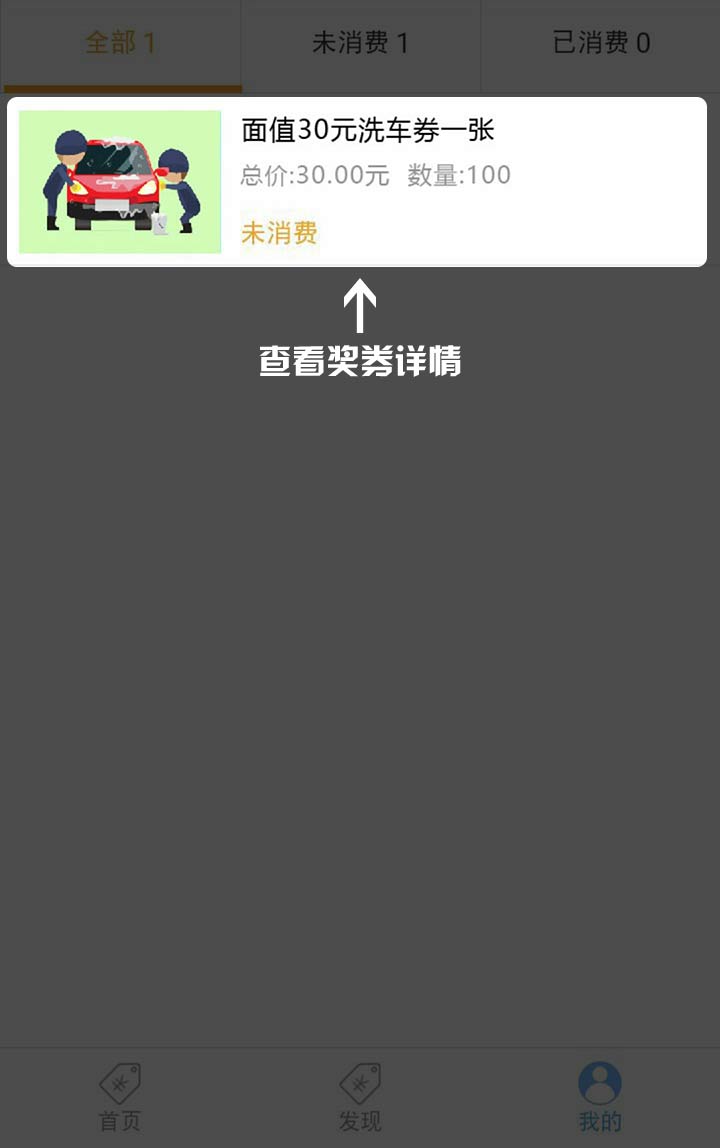 全部 1 未消费 1 已消费 0
面值30元洗车券一张
总价:30.00元 数量:100
未消费
查看奖券详情
首页 发现 我的